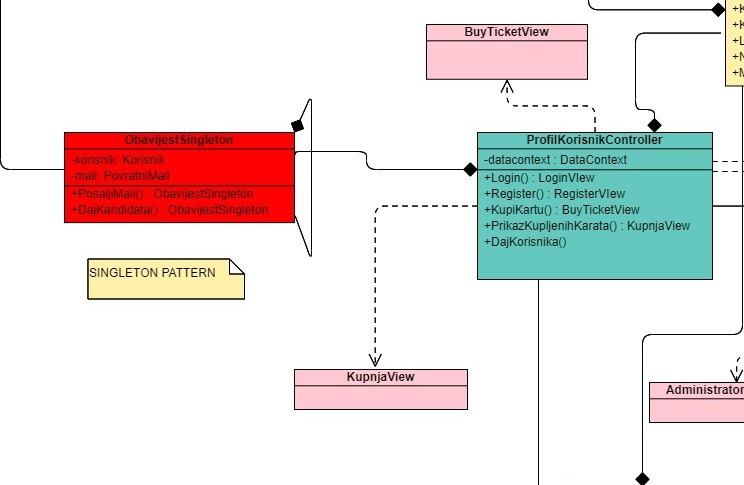 BuyTicketView
+K
+K
+L
+N
+M
ObavijestSingleton
-korisnik: Korisnik
-mail: PovratniMail
+PosaljiMail() : ObavijestSingleton
+DajKandidata() : ObavijestSingleton
ProfilKorisnikController
-datacontext : DataContext
+Login() : LoginVIew
+Register() : RegisterVIew
+KupiKartu() : BuyTicketView
+PrikazKupljenihKarata() : KupnjaView
+DajKorisnika()
SINGLETON PATTERN
KupnjaView
Administrator